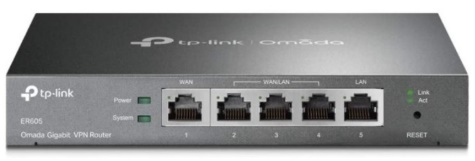 tp-link | omada
tp-link
Power
System
WAN
WAN/LAN
LAN
Link
Act
ER605
Omada Gigabit VPN Router
1
2
3
4
5
RESET